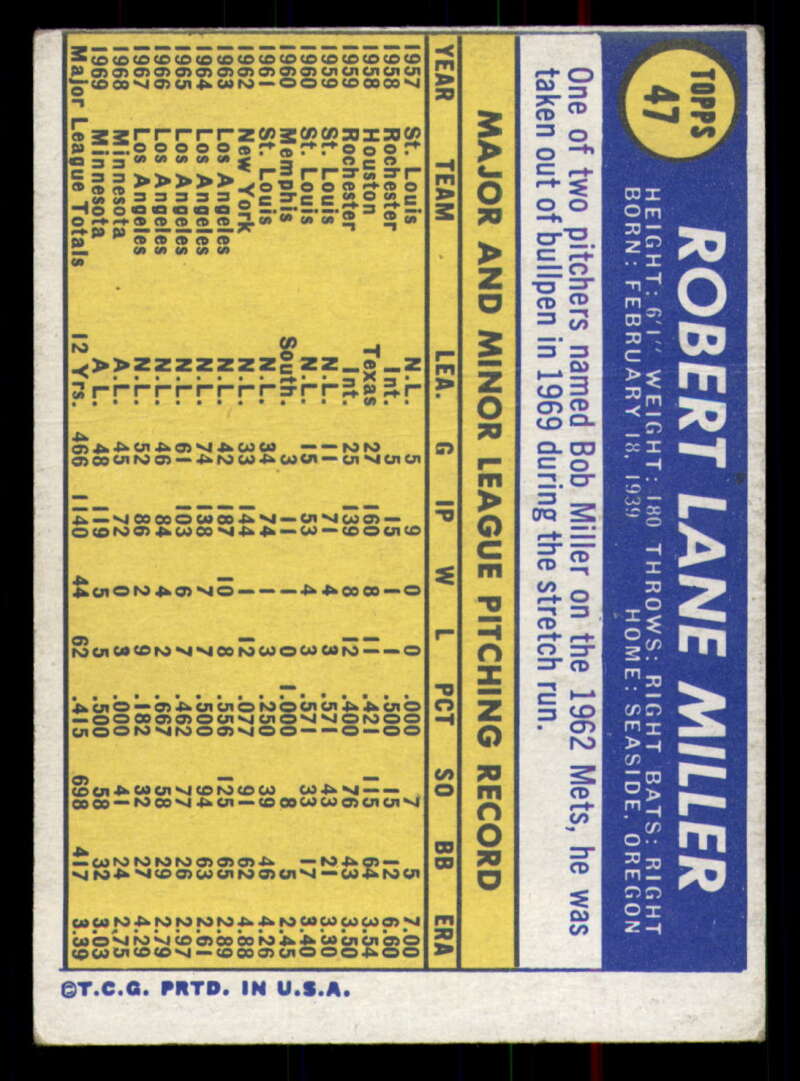 TOPPS
47
ROBERT LANE MILLER
HEIGHT: 6'1" WEIGHT: 180 THROWS: RIGHT BATS: RIGHT
BORN: FEBRUARY 18, 1939 HOME: SEASIDE, OREGON
One of two pitchers named Bob Miller on the 1962 Mets, he was
taken out of bullpen in 1969 during the stretch run.
MAJOR AND MINOR LEAGUE PITCHING RECORD
YEAR TEAM LEA. G IP W L PCT SO BB ERA
1957 St. Louis N.L. 5 9 0 0 .000 7 5 7.00
1958 Rochester Int. 5 15 1 1 .500 15 12 6.60
1958 Houston Texas 27 160 8 11 .421 115 64 3.54
1959 Rochester Int. 25 139 8 12 .400 76 43 3.50
1959 St. Louis N.L. 11 71 4 3 .571 43 21 3.30
1960 St. Louis N.L. 15 53 4 3 .571 33 17 3.40
1960 Memphis South. 3 11 1 0 1.000 8 5 2.45
1961 St. Louis N.L. 34 74 1 3 .250 39 46 4.26
1962 New York N.L. 33 144 1 12 .077 91 62 4.88
1963 Los Angeles N.L. 42 187 10 8 .556 125 65 2.89
1964 Los Angeles N.L. 74 138 7 7 .500 94 63 2.61
1965 Los Angeles N.L. 61 103 6 7 .462 77 26 2.97
1966 Los Angeles N.L. 46 84 4 2 .667 58 29 2.79
1967 Los Angeles N.L. 52 86 2 9 .182 32 27 4.29
1968 Minnesota A.L. 45 72 0 3 .000 41 24 2.75
1969 Minnesota A.L. 48 119 5 5 .500 58 32 3.03
Major League Totals 12 Yrs. 466 1140 44 62 .415 698 417 3.39
©T.C.G. PRTD. IN U.S.A.